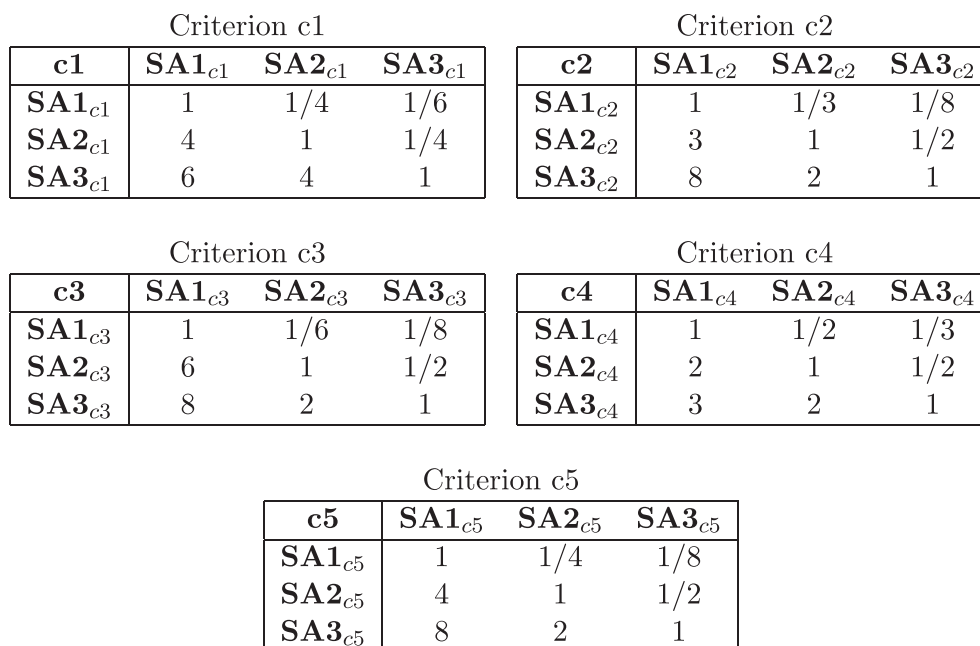 Criterion c1
c1 SA1c1 SA2c1 SA3c1
SA1c1 1 1/4 1/6
SA2c1 4 1 1/4
SA3c1 6 4 1
Criterion c2
c2 SA1c2 SA2c2 SA3c2
SA1c2 1 1/3 1/8
SA2c2 3 1 1/2
SA3c2 8 2 1
Criterion c3
c3 SA1c3 SA2c3 SA3c3
SA1c3 1 1/6 1/8
SA2c3 6 1 1/2
SA3c3 8 2 1
Criterion c4
c4 SA1c4 SA2c4 SA3c4
SA1c4 1 1/2 1/3
SA2c4 2 1 1/2
SA3c4 3 2 1
Criterion c5
c5 SA1c5 SA2c5 SA3c5
SA1c5 1 1/4 1/8
SA2c5 4 1 1/2
SA3c5 8 2 1